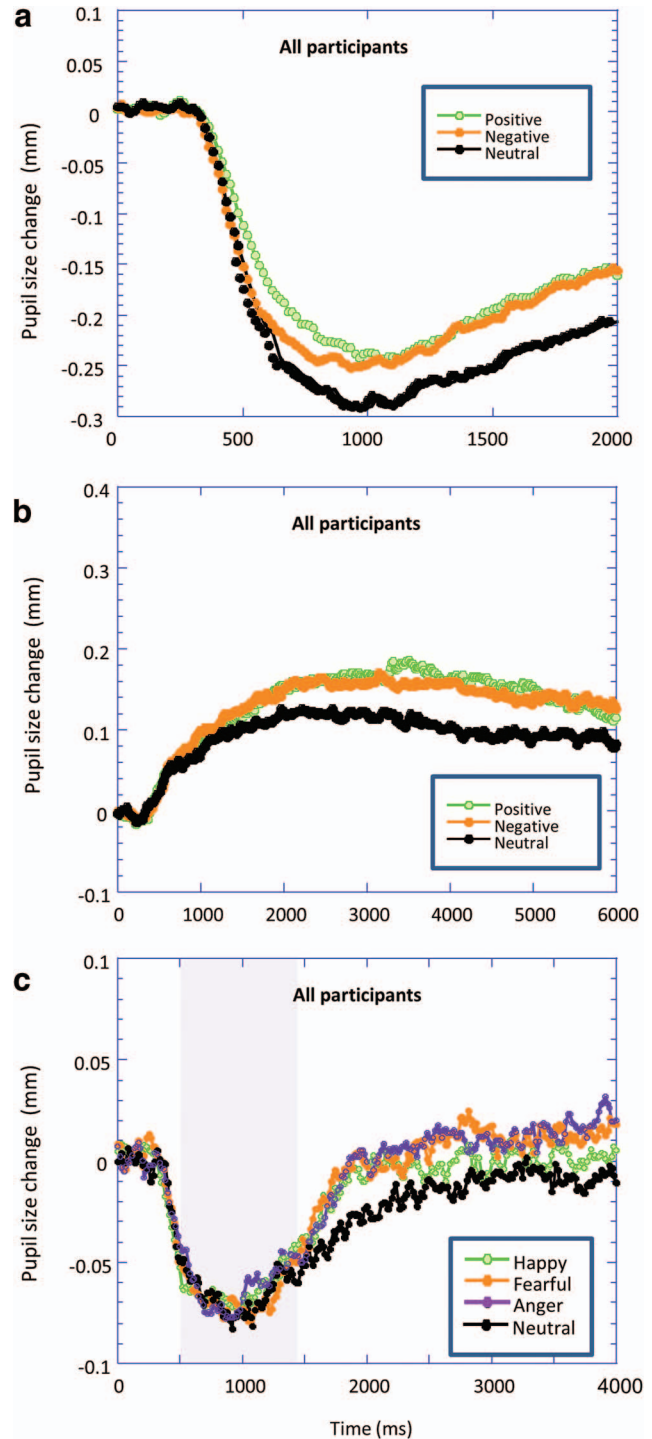 a
All participants
0.1
0.05
0
-0.05
-0.1
-0.15
-0.2
-0.25
-0.3
Pupil size change (mm)
Positive
Negative
Neutral
0 500 1000 1500 2000
b
All participants
0.4
0.3
0.2
0.1
0
-0.1
Pupil size change (mm)
Positive
Negative
Neutral
0 1000 2000 3000 4000 5000 6000
c
All participants
0.1
0.05
0
-0.05
-0.1
Pupil size change (mm)
Happy
Fearful
Anger
Neutral
0 1000 2000 3000 4000
Time (ms)